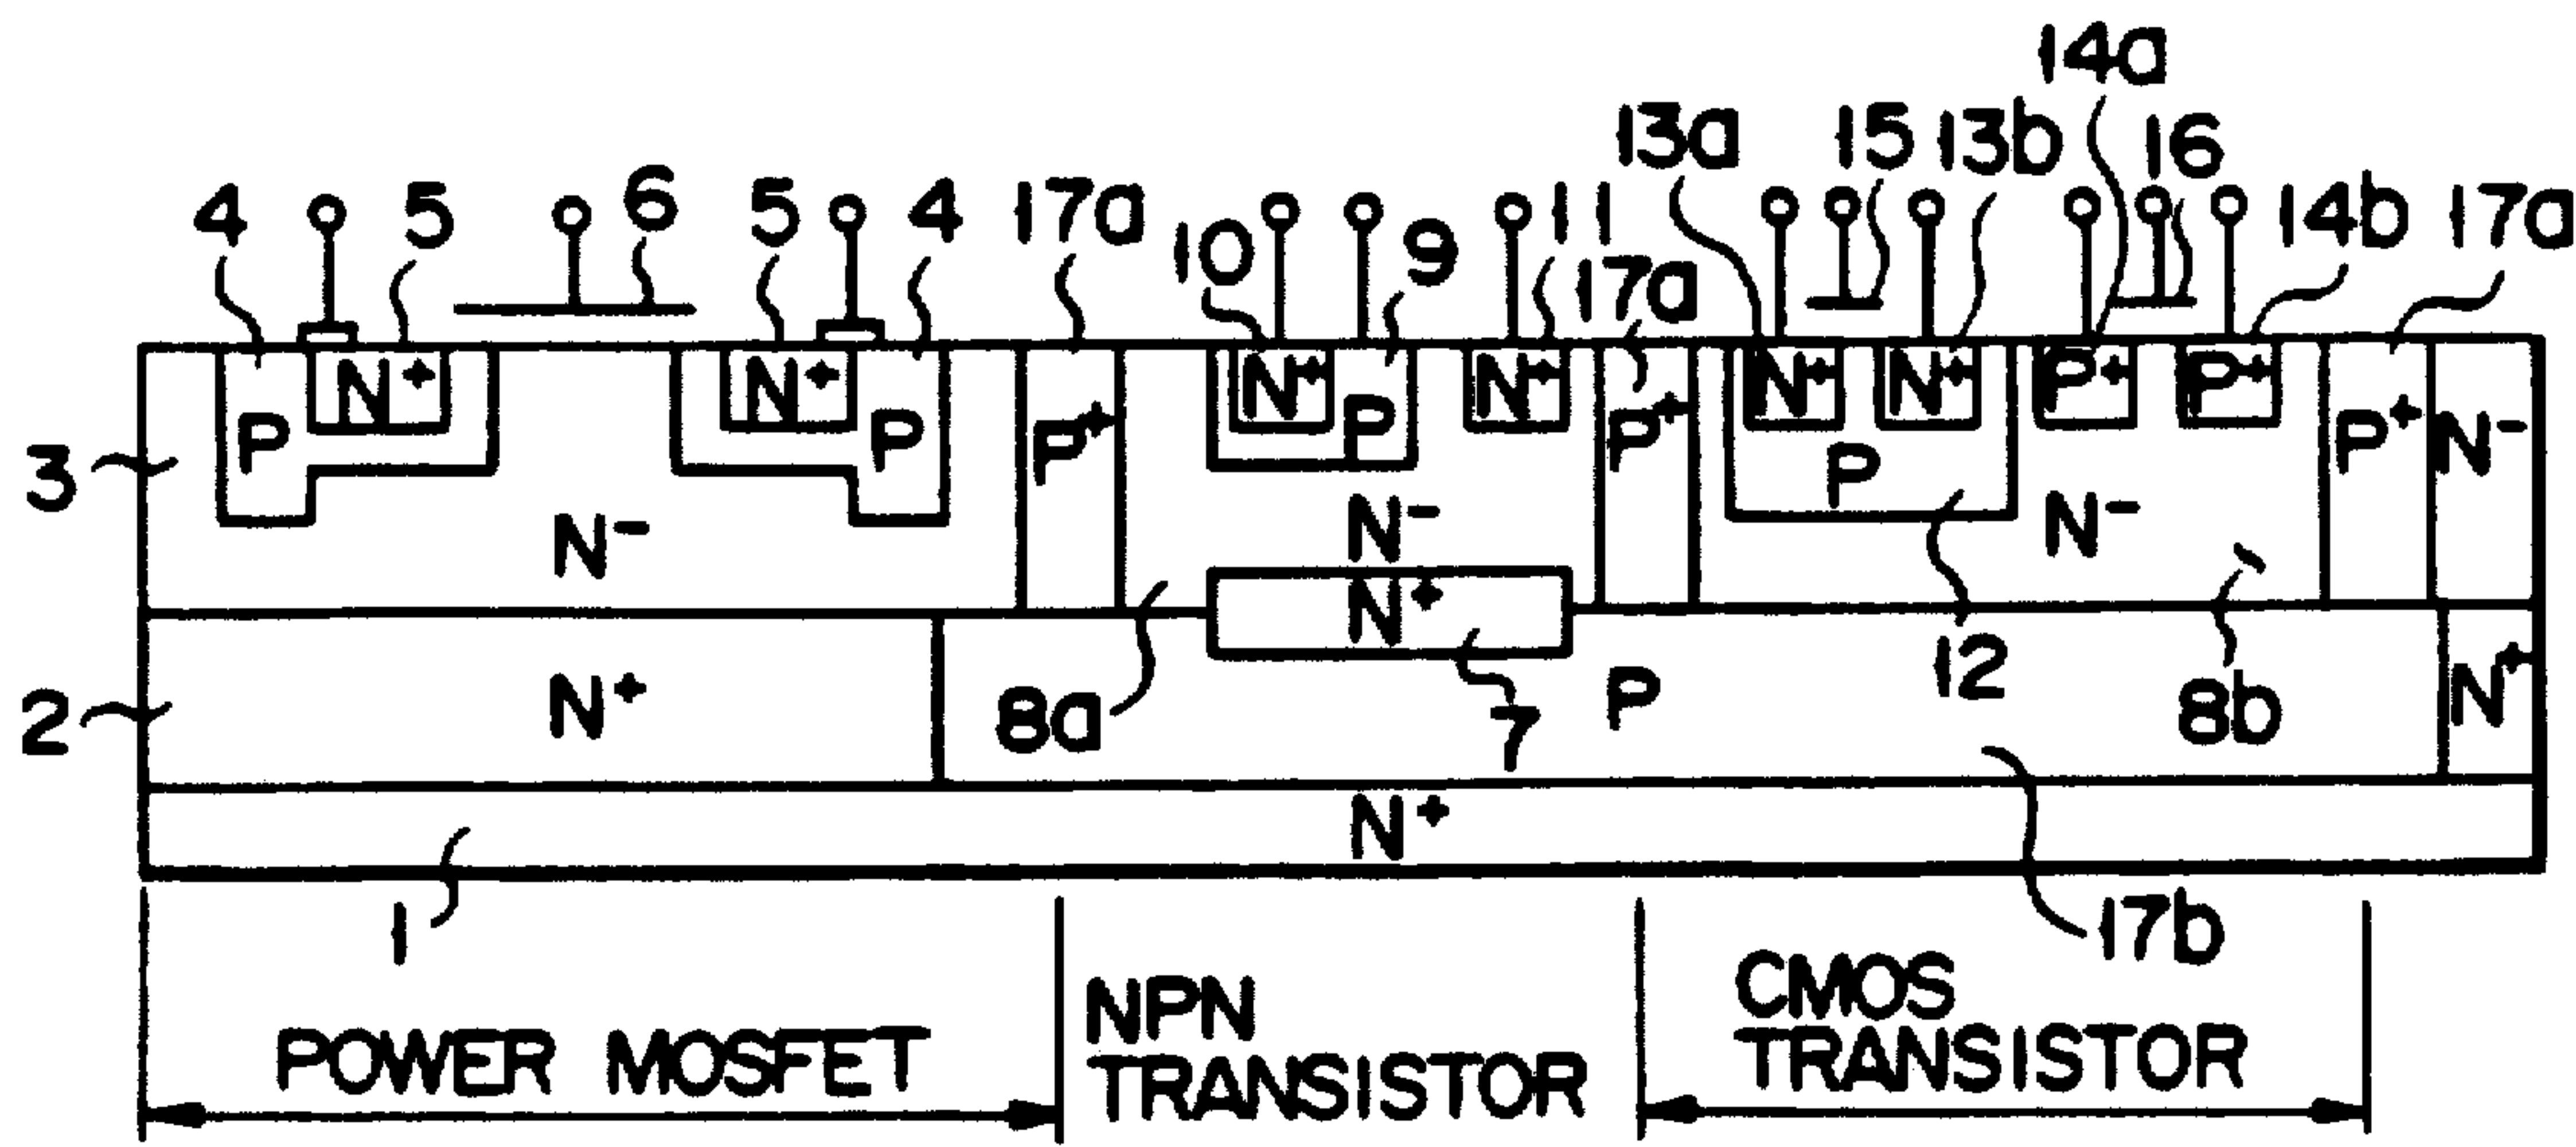 14a
13a 15 13b 16
4 5 6 5 4 17a 10 9 11 17a 14b 17a
N+ N+ N+ N+ N+ N+ P+ P+
P P P+ P P+ P P+ N-
3
N- N- N-
N+
2 N+ 8a 7 P 12 8b N+
N+
1 17b
POWER MOSFET NPN TRANSISTOR CMOS TRANSISTOR